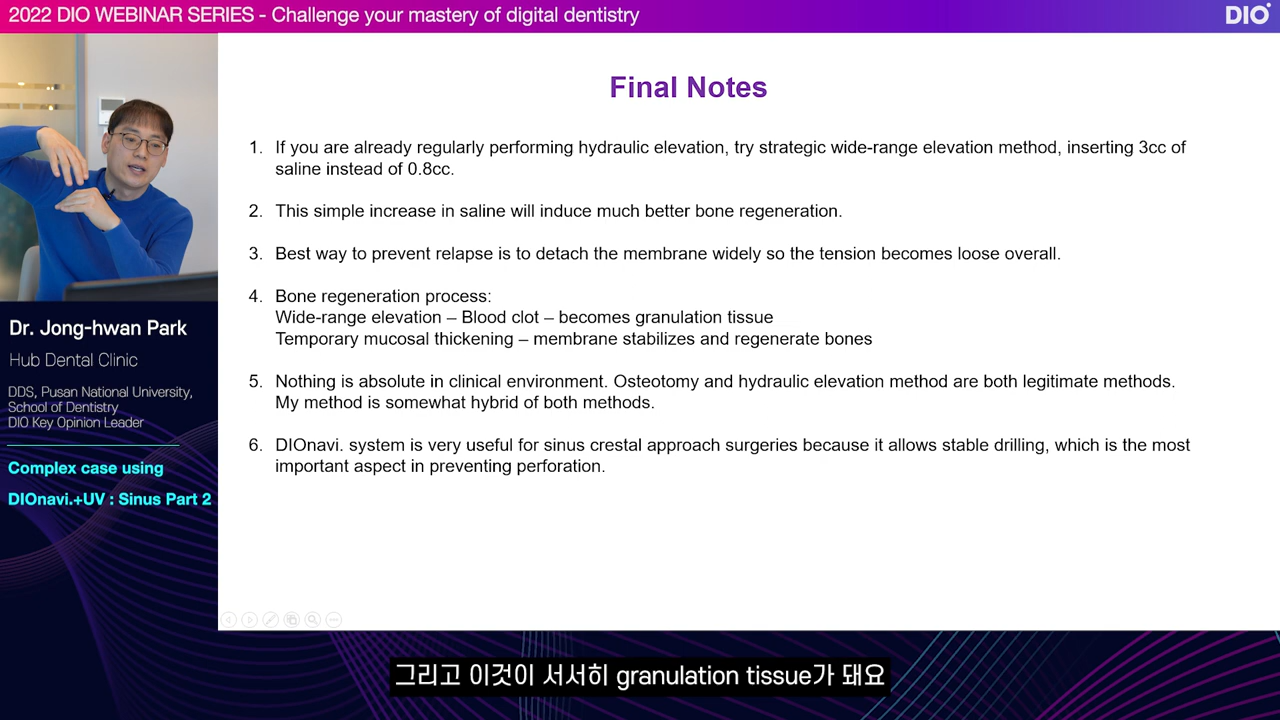 2022 DIO WEBINAR SERIES - Challenge your mastery of digital dentistry
DIO
Final Notes
1. If you are already regularly performing hydraulic elevation, try strategic wide-range elevation method, inserting 3cc of
saline instead of 0.8cc.
2. This simple increase in saline will induce much better bone regeneration.
3. Best way to prevent relapse is to detach the membrane widely so the tension becomes loose overall.
4. Bone regeneration process:
Wide-range elevation – Blood clot – becomes granulation tissue
Temporary mucosal thickening – membrane stabilizes and regenerate bones
5. Nothing is absolute in clinical environment. Osteotomy and hydraulic elevation method are both legitimate methods.
My method is somewhat hybrid of both methods.
6. DIOnavi. system is very useful for sinus crestal approach surgeries because it allows stable drilling, which is the most
important aspect in preventing perforation.
Dr. Jong-hwan Park
Hub Dental Clinic
DDS, Pusan National University,
School of Dentistry
DIO Key Opinion Leader
Complex case using
DIOnavi.+UV : Sinus Part 2
그리고 이것이 서서히 granulation tissue가 돼요